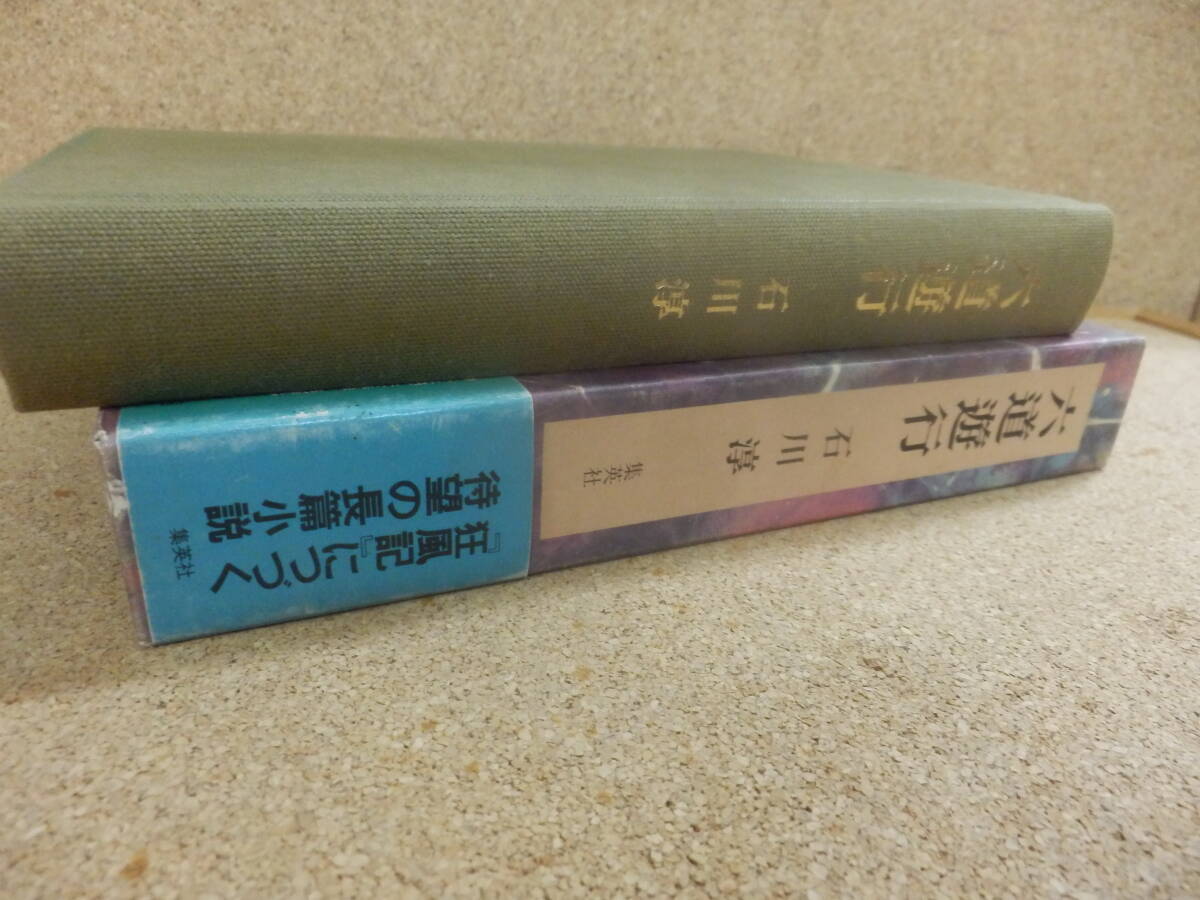 六道遊行
石川淳
六道遊行
石川淳
集英社
『狂風記』につづく
待望の長篇小説
集英社